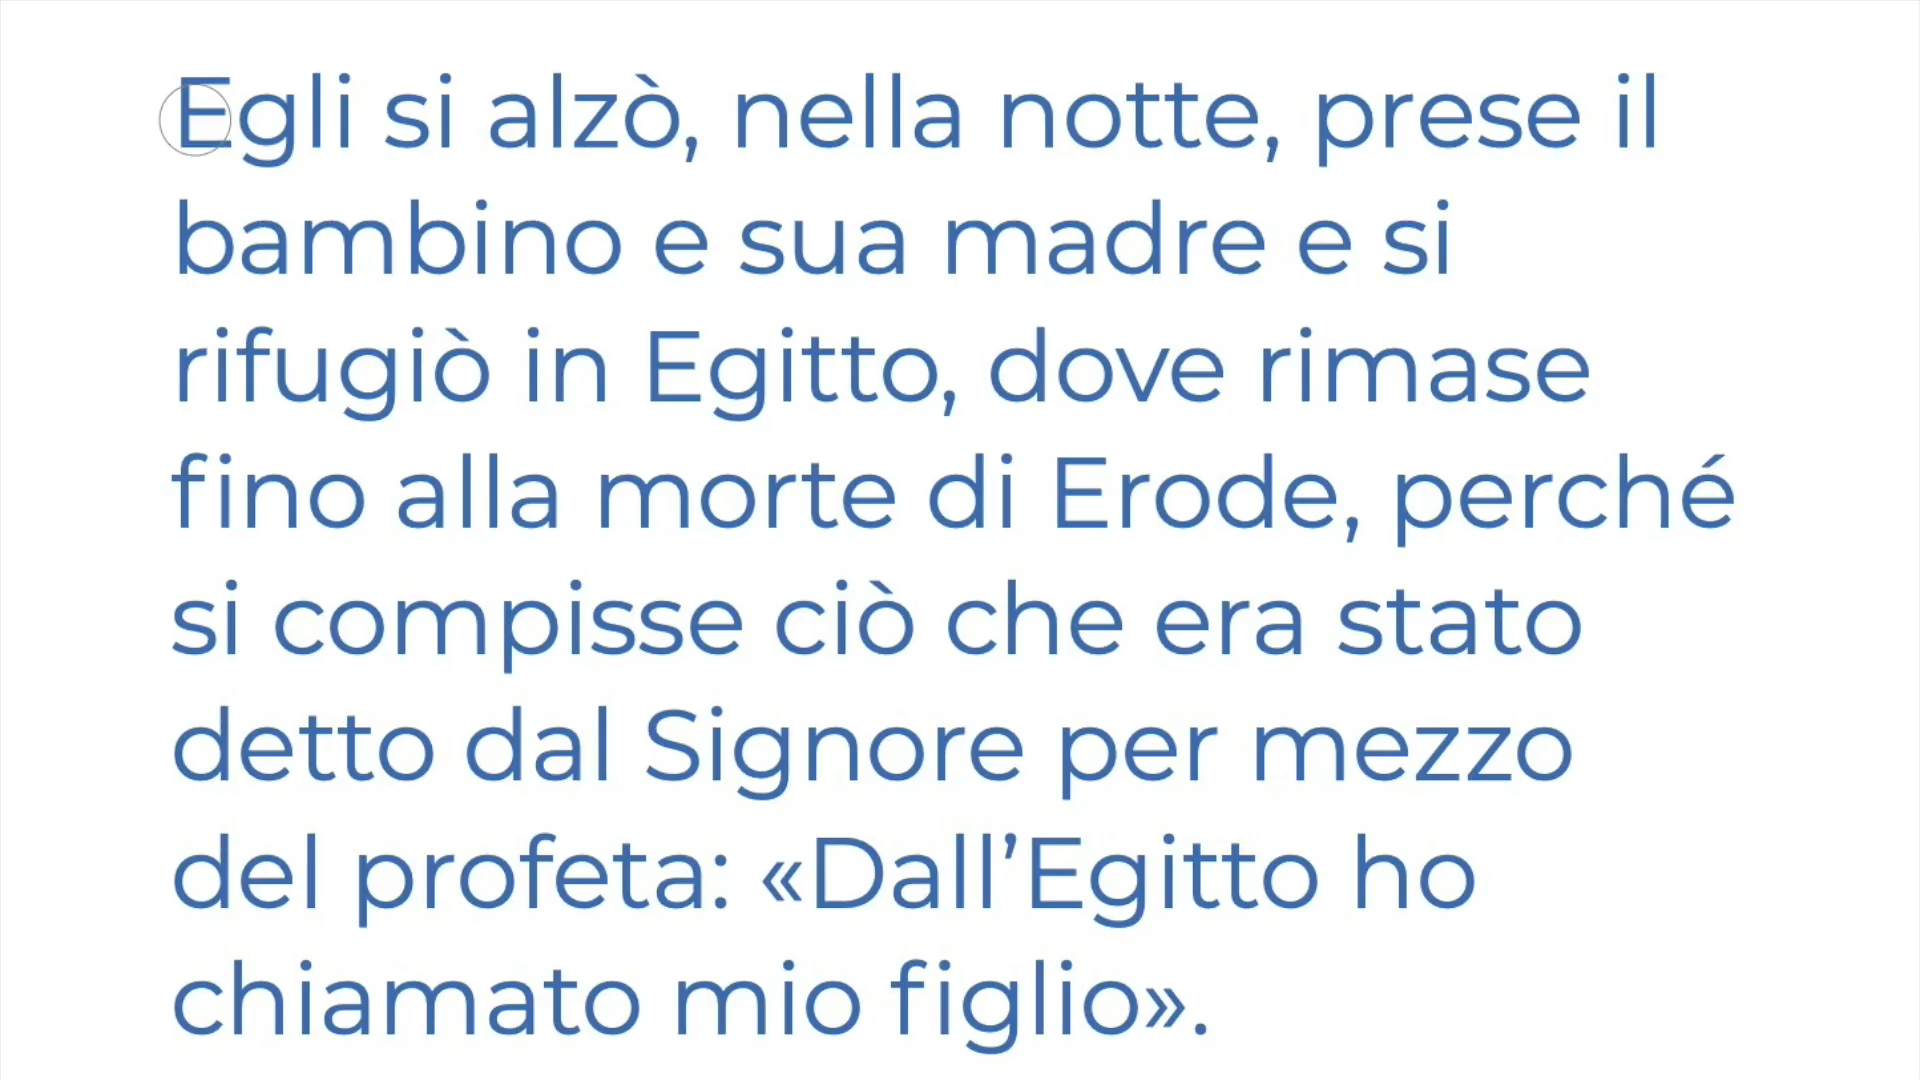 Egli si alzò, nella notte, prese il
bambino e sua madre e si
rifugiò in Egitto, dove rimase
fino alla morte di Erode, perché
si compisse ciò che era stato
detto dal Signore per mezzo
del profeta: «Dall’Egitto ho
chiamato mio figlio».